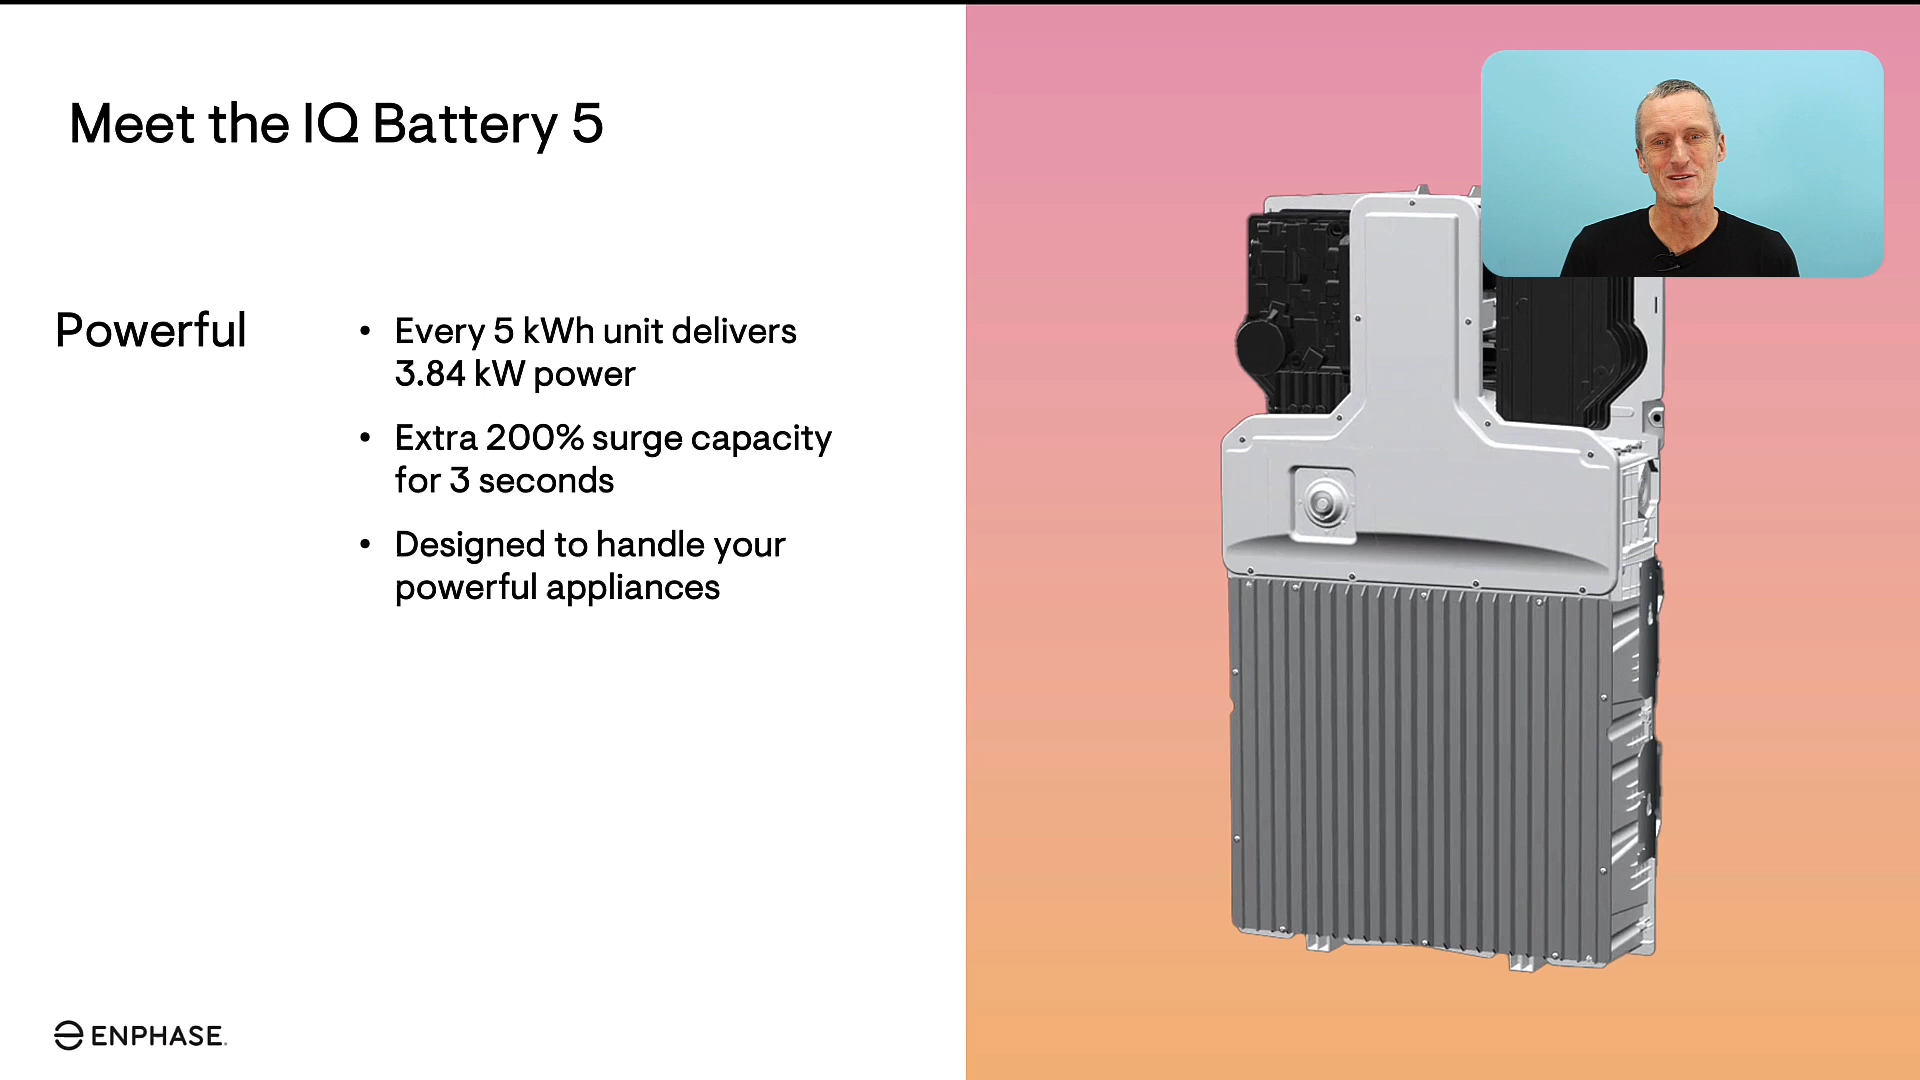 Meet the IQ Battery 5
Powerful
• Every 5 kWh unit delivers
3.84 kW power
• Extra 200% surge capacity
for 3 seconds
• Designed to handle your
powerful appliances
ENPHASE.